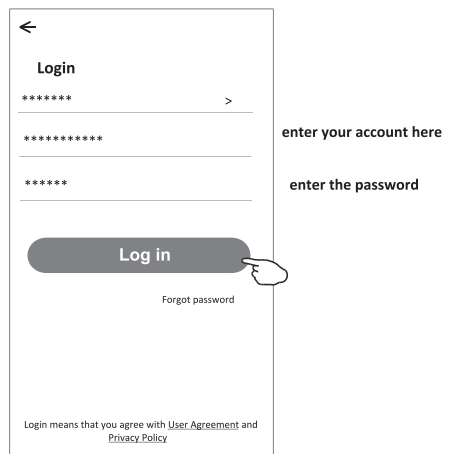 Login
******* >
***********
enter your account here
******
enter the password
Log in
Forgot password
Login means that you agree with User Agreement and
Privacy Policy